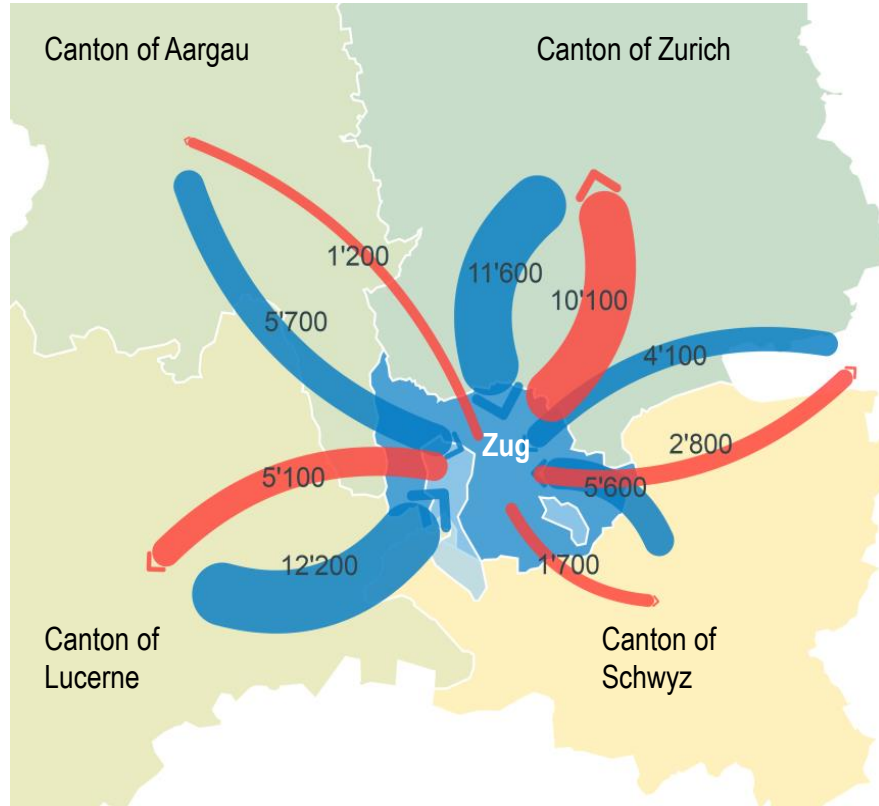 Canton of Aargau
Canton of Zurich
1'200
11'600
10'100
5'700
4'100
Zug
2'800
5'100
5'600
12'200
1'700
Canton of
Lucerne
Canton of
Schwyz